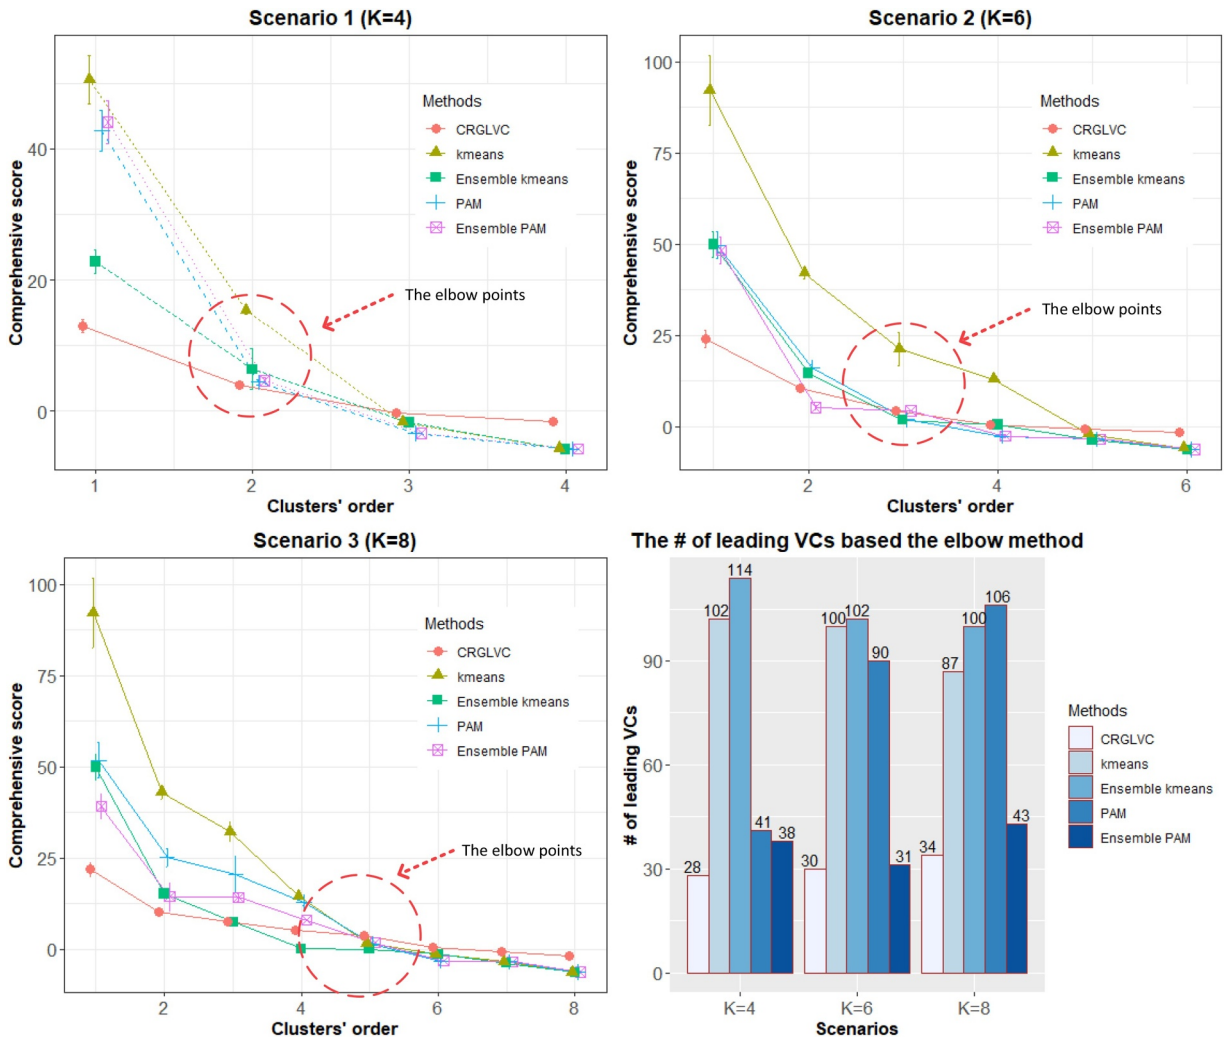 Scenario 1 (K=4)
Comprehensive score
40
20
0
Methods
CRGLVC
kmeans
Ensemble kmeans
PAM
Ensemble PAM
The elbow points
1 2 3 4
Clusters' order
Scenario 2 (K=6)
Comprehensive score
100
75
50
25
0
Methods
CRGLVC
kmeans
Ensemble kmeans
PAM
Ensemble PAM
The elbow points
2 4 6
Clusters' order
Scenario 3 (K=8)
Comprehensive score
100
75
50
25
0
Methods
CRGLVC
kmeans
Ensemble kmeans
PAM
Ensemble PAM
The elbow points
2 4 6 8
Clusters' order
The # of leading VCs based the elbow method
# of leading VCs
90
60
30
0
28 102 114 41 38
30 100 102 90 31
34 87 100 106 43
K=4 K=6 K=8
Scenarios
Methods
CRGLVC
kmeans
Ensemble kmeans
PAM
Ensemble PAM